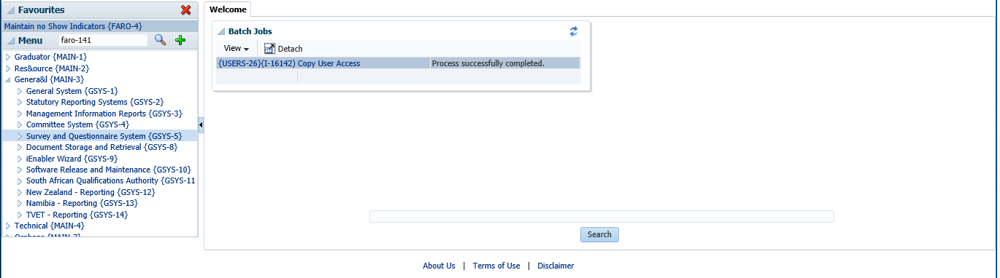 Favourites
Maintain no Show Indicators {FARO-4}
Menu faro-141
Graduator {MAIN-1}
Res&ource {MAIN-2}
Genera&l {MAIN-3}
General System {GSYS-1}
Statutory Reporting Systems {GSYS-2}
Management Information Reports {GSYS-3}
Committee System {GSYS-4}
Survey and Questionnaire System {GSYS-5}
Document Storage and Retrieval {GSYS-8}
iEnabler Wizard {GSYS-9}
Software Release and Maintenance {GSYS-10}
South African Qualifications Authority {GSYS-11
New Zealand - Reporting {GSYS-12}
Namibia - Reporting {GSYS-13}
TVET - Reporting {GSYS-14}
Technical {MAIN-4}
Orphans {MAIN-7}
Welcome
Batch Jobs
View Detach
{USERS-26}(I-16142) Copy User Access Process successfully completed.
Search
About Us | Terms of Use | Disclaimer